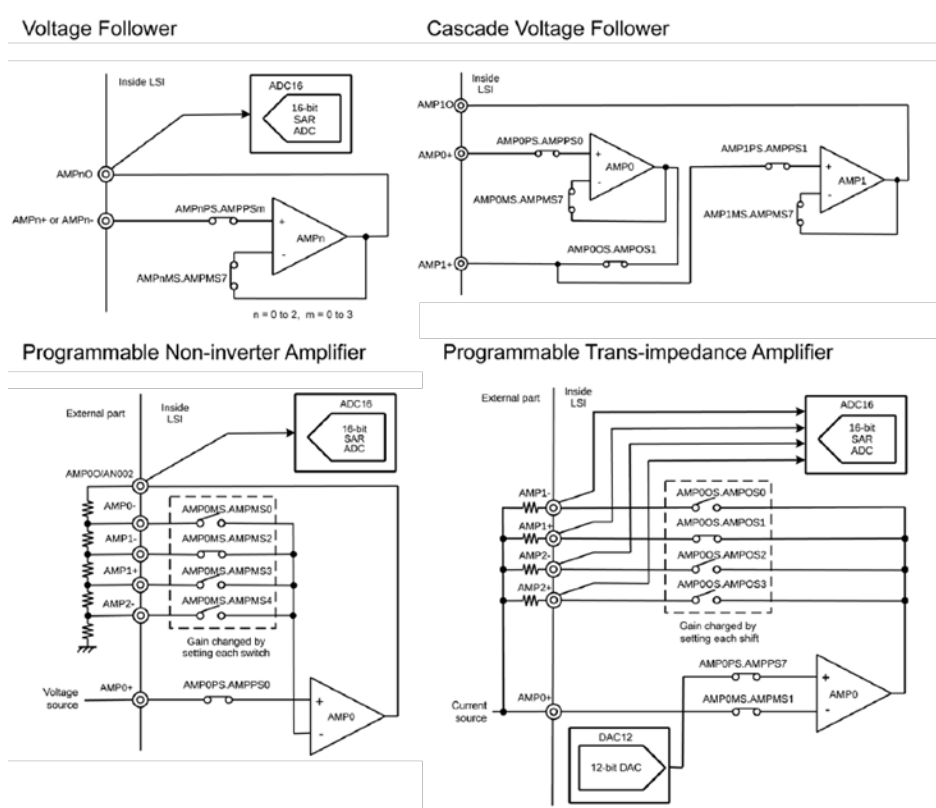 Voltage Follower
Inside LSI
ADC16
16-bit
SAR
ADC
AMPnO
AMPn+ or AMPn-
AMPnPS.AMPPSm
+
AMPn
-
AMPnMS.AMPMS7
n = 0 to 2, m = 0 to 3
Cascade Voltage Follower
Inside
LSI
AMP1O
AMP0+
AMP0PS.AMPPS0
+
AMP0
-
AMP0MS.AMPMS7
AMP1PS.AMPPS1
+
AMP1
-
AMP1MS.AMPMS7
AMP0OS.AMPOS1
AMP1+
Programmable Non-inverter Amplifier
External part
Inside
LSI
ADC16
16-bit
SAR
ADC
AMP0O/AN002
AMP0-
AMP0MS.AMPMS0
AMP1-
AMP0MS.AMPMS2
AMP1+
AMP0MS.AMPMS3
AMP2-
AMP0MS.AMPMS4
Gain changed by
setting each switch
Voltage
source
AMP0+
AMP0PS.AMPPS0
+
AMP0
-
Programmable Trans-impedance Amplifier
External part
Inside
LSI
ADC16
16-bit
SAR
ADC
AMP1-
AMP0OS.AMPOS0
AMP1+
AMP0OS.AMPOS1
AMP2-
AMP0OS.AMPOS2
AMP2+
AMP0OS.AMPOS3
Gain charged by
setting each shift
AMP0PS.AMPPS7
+
AMP0
-
Current
source
AMP0+
AMP0MS.AMPMS1
DAC12
12-bit DAC